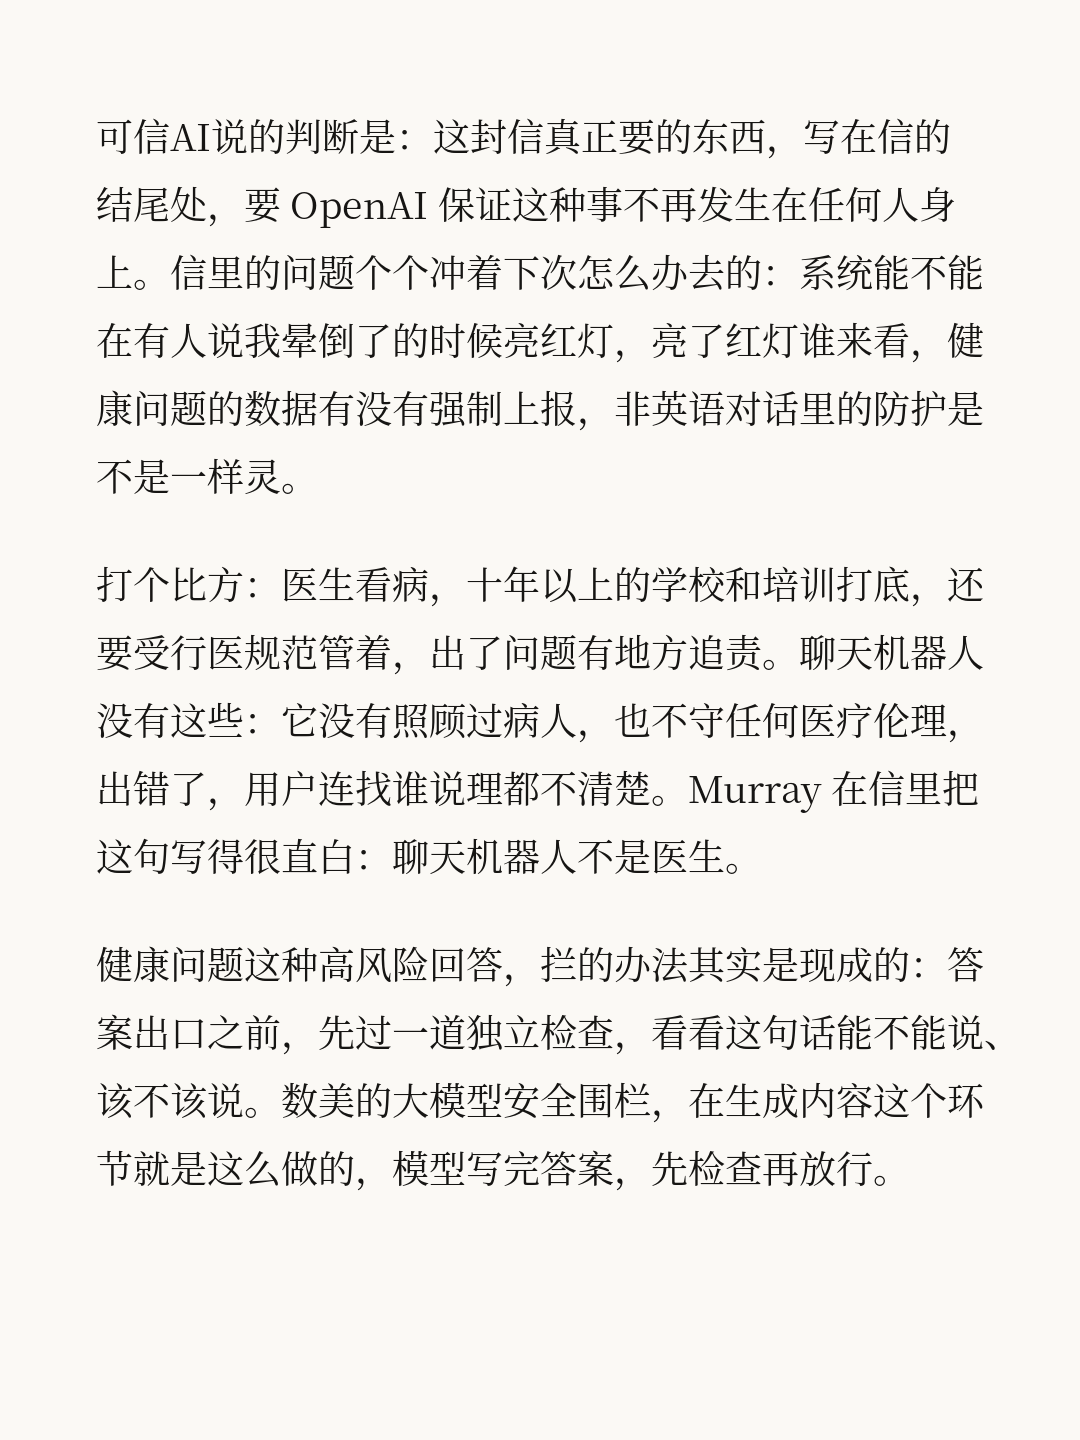 可信AI说的判断是：这封信真正要的东西，写在信的
结尾处，要 OpenAI 保证这种事不再发生在任何人身
上。信里的问题个个冲着下次怎么办去的：系统能不能
在有人说我晕倒了的时候亮红灯，亮了红灯谁来看，健
康问题的数据有没有强制上报，非英语对话里的防护是
不是一样灵。
打个比方：医生看病，十年以上的学校和培训打底，还
要受行医规范管着，出了问题有地方追责。聊天机器人
没有这些：它没有照顾过病人，也不守任何医疗伦理，
出错了，用户连找谁说理都不清楚。Murray 在信里把
这句写得很直白：聊天机器人不是医生。
健康问题这种高风险回答，拦的办法其实是现成的：答
案出口之前，先过一道独立检查，看看这句话能不能说、
该不该说。数美的大模型安全围栏，在生成内容这个环
节就是这么做的，模型写完答案，先检查再放行。